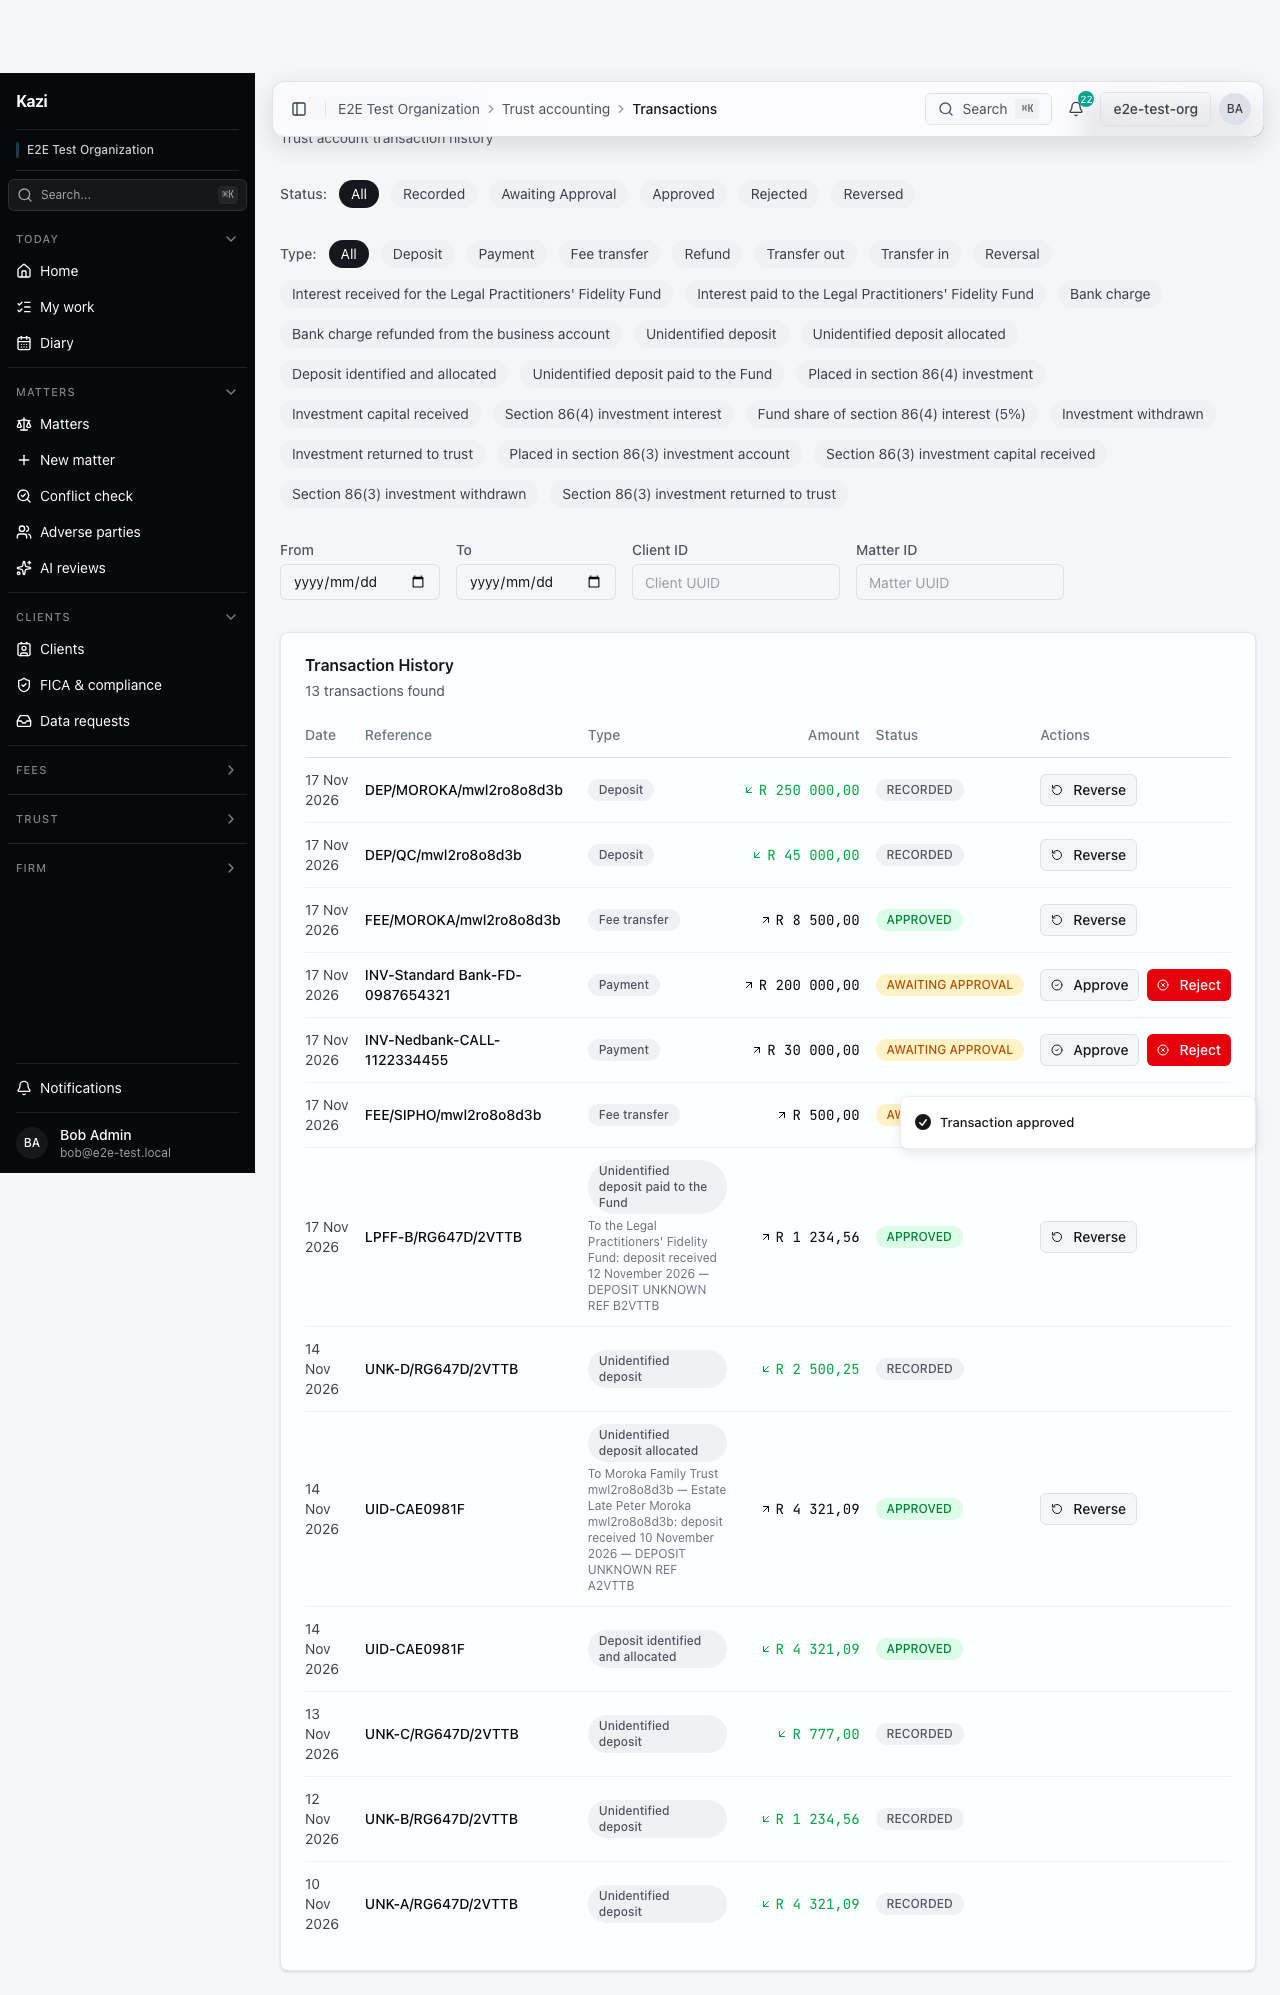 Kazi
E2E Test Organization
Search... ⌘K
TODAY
Home
My work
Diary
MATTERS
Matters
New matter
Conflict check
Adverse parties
AI reviews
CLIENTS
Clients
FICA & compliance
Data requests
FEES
TRUST
FIRM
Notifications
BA
Bob Admin
bob@e2e-test.local
E2E Test Organization > Trust accounting > Transactions
Search ⌘K
22
e2e-test-org
BA
Trust account transaction history
Status: All Recorded Awaiting Approval Approved Rejected Reversed
Type: All Deposit Payment Fee transfer Refund Transfer out Transfer in Reversal
Interest received for the Legal Practitioners' Fidelity Fund Interest paid to the Legal Practitioners' Fidelity Fund Bank charge
Bank charge refunded from the business account Unidentified deposit Unidentified deposit allocated
Deposit identified and allocated Unidentified deposit paid to the Fund Placed in section 86(4) investment
Investment capital received Section 86(4) investment interest Fund share of section 86(4) interest (5%) Investment withdrawn
Investment returned to trust Placed in section 86(3) investment account Section 86(3) investment capital received
Section 86(3) investment withdrawn Section 86(3) investment returned to trust
From To Client ID Matter ID
yyyy/mm/dd yyyy/mm/dd Client UUID Matter UUID
Transaction History
13 transactions found
Date Reference Type Amount Status Actions
17 Nov
2026
DEP/MOROKA/mwl2ro8o8d3b Deposit R 250 000,00 RECORDED Reverse
17 Nov
2026
DEP/QC/mwl2ro8o8d3b Deposit R 45 000,00 RECORDED Reverse
17 Nov
2026
FEE/MOROKA/mwl2ro8o8d3b Fee transfer R 8 500,00 APPROVED Reverse
17 Nov
2026
INV-Standard Bank-FD-
0987654321
Payment R 200 000,00 AWAITING APPROVAL Approve Reject
17 Nov
2026
INV-Nedbank-CALL-
1122334455
Payment R 30 000,00 AWAITING APPROVAL Approve Reject
17 Nov
2026
FEE/SIPHO/mwl2ro8o8d3b Fee transfer R 500,00 AW
Transaction approved
17 Nov
2026
LPFF-B/RG647D/2VTTB
Unidentified
deposit paid to the
Fund
To the Legal
Practitioners' Fidelity
Fund: deposit received
12 November 2026 —
DEPOSIT UNKNOWN
REF B2VTTB
R 1 234,56 APPROVED Reverse
14
Nov
2026
UNK-D/RG647D/2VTTB
Unidentified
deposit
R 2 500,25 RECORDED
14
Nov
2026
UID-CAE0981F
Unidentified
deposit allocated
To Moroka Family Trust
mwl2ro8o8d3b — Estate
Late Peter Moroka
mwl2ro8o8d3b: deposit
received 10 November
2026 — DEPOSIT
UNKNOWN REF
A2VTTB
R 4 321,09 APPROVED Reverse
14
Nov
2026
UID-CAE0981F
Deposit identified
and allocated
R 4 321,09 APPROVED
13
Nov
2026
UNK-C/RG647D/2VTTB
Unidentified
deposit
R 777,00 RECORDED
12
Nov
2026
UNK-B/RG647D/2VTTB
Unidentified
deposit
R 1 234,56 RECORDED
10
Nov
2026
UNK-A/RG647D/2VTTB
Unidentified
deposit
R 4 321,09 RECORDED